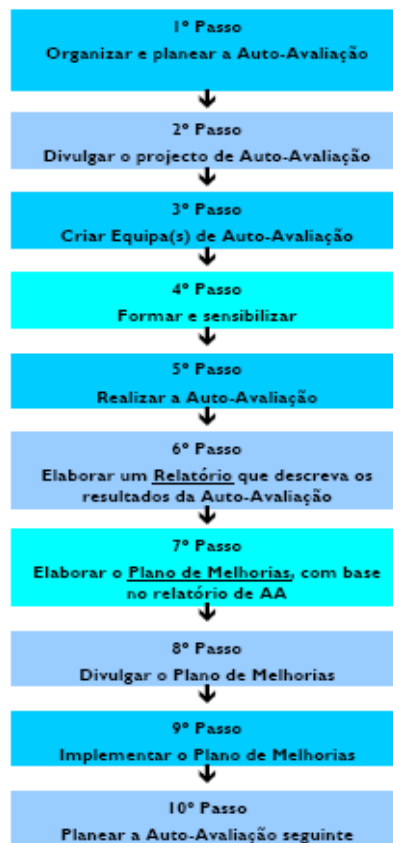 1º Passo
Organizar e planear a Auto-Avaliação
2º Passo
Divulgar o projecto de Auto-Avaliação
3º Passo
Criar Equipa(s) de Auto-Avaliação
4º Passo
Formar e sensibilizar
5º Passo
Realizar a Auto-Avaliação
6º Passo
Elaborar um Relatório que descreva os
resultados da Auto-Avaliação
7º Passo
Elaborar o Plano de Melhorias, com base
no relatório de AA
8º Passo
Divulgar o Plano de Melhorias
9º Passo
Implementar o Plano de Melhorias
10º Passo
Planear a Auto-Avaliação seguinte